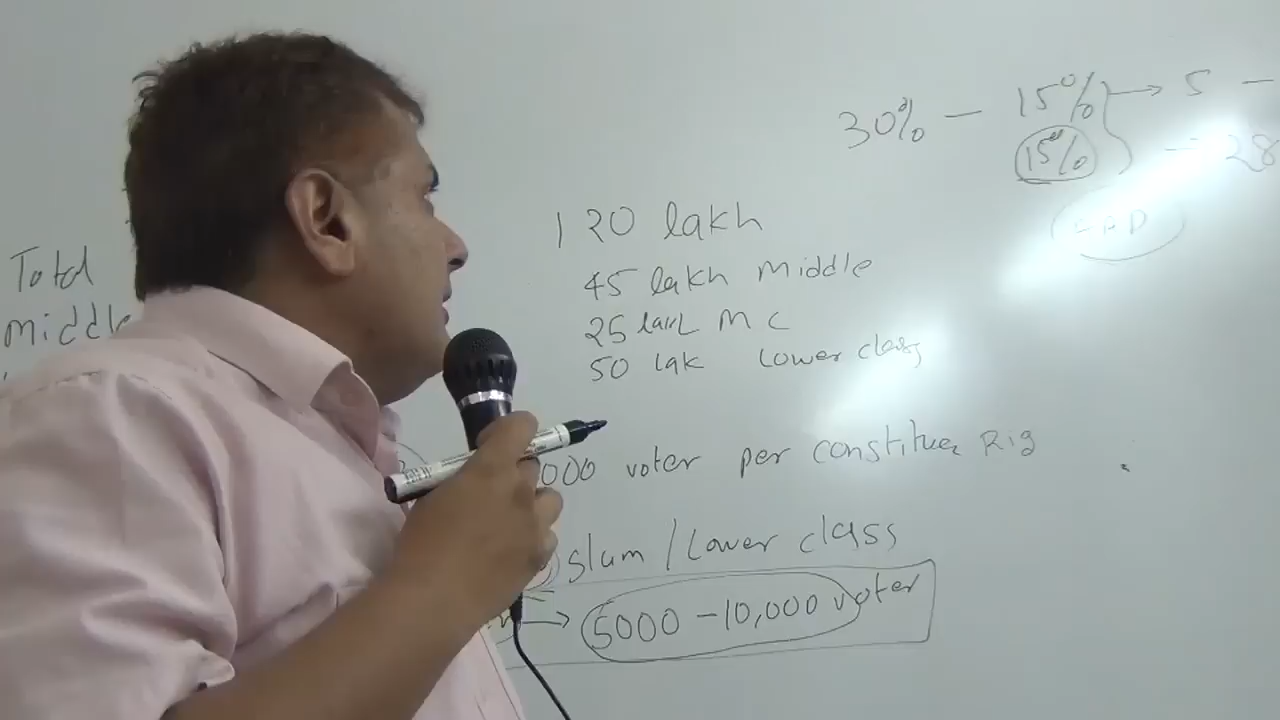 30% — 15% → 5 —
15% — 28
120 lakh
Total
45 lakh middle
middle
25 lakh M C
50 lak lower class
000 voter per constituen Rig
slum / Lower class
→ 5000 – 10,000 voter